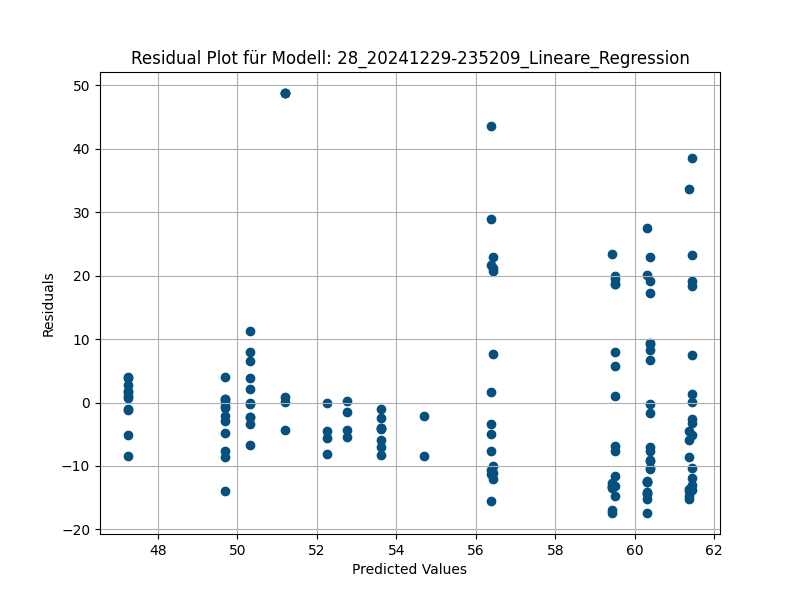 Residual Plot für Modell: 28_20241229-235209_Lineare_Regression
50
40
30
20
10
0
−10
−20
Residuals
48 50 52 54 56 58 60 62
Predicted Values